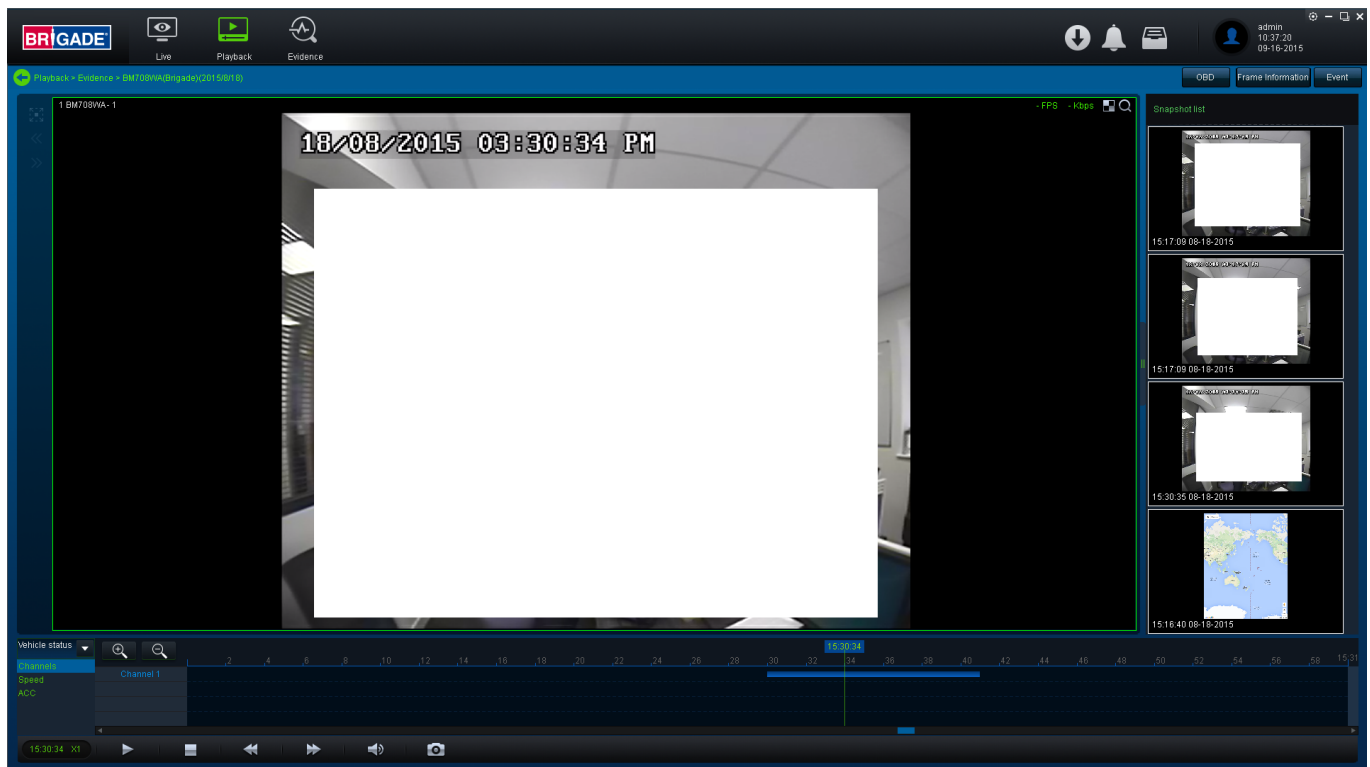 BRIGADE
Live
Playback
Evidence
admin
10:37:20
09-16-2015
Playback > Evidence > BM708WA(Brigade)(2015/8/18)
OBD
Frame Information
Event
1 BM708WA- 1
- FPS - Kbps
Snapshot list
18/08/2015 03:30:34 PM
15:17:09 08-18-2015
15:17:09 08-18-2015
15:30:35 08-18-2015
15:16:40 08-18-2015
Vehicle status
15:30:34
,2 ,4 ,6 ,8 ,10 ,12 ,14 ,16 ,18 ,20 ,22 ,24 ,26 ,28 ,30 ,32 ,34 ,36 ,38 ,40 ,42 ,44 ,46 ,48 ,50 ,52 ,54 ,56 ,58 15:31
Channels
Channel 1
Speed
ACC
15:30:34 X1